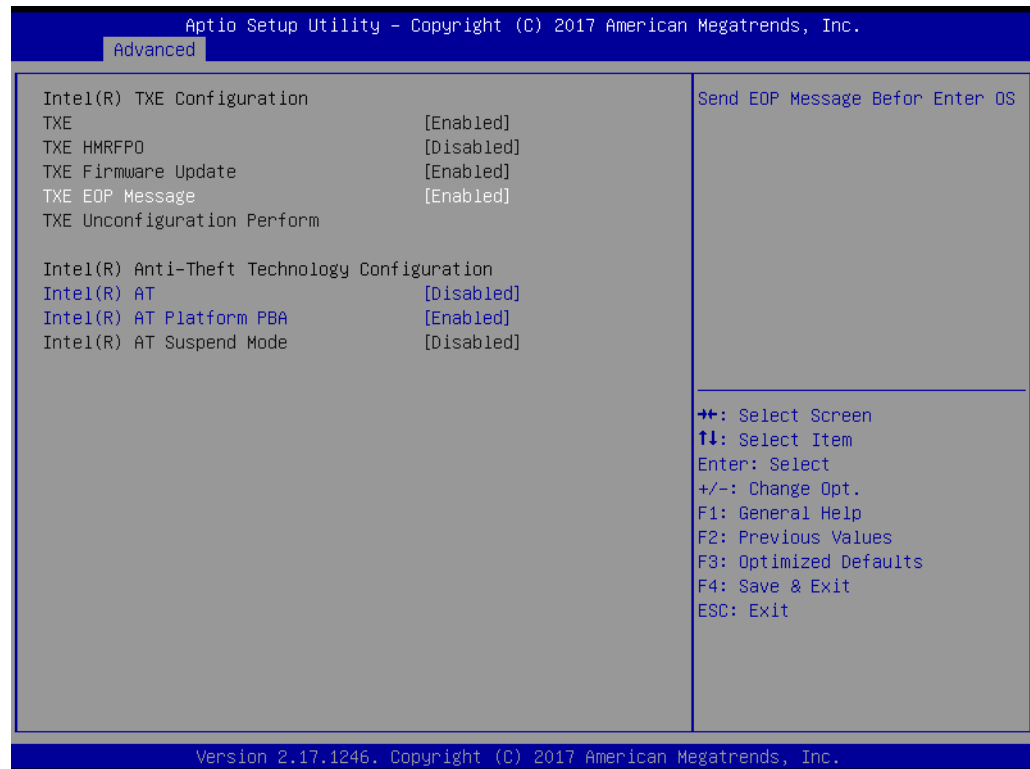 Aptio Setup Utility – Copyright (C) 2017 American Megatrends, Inc.
Advanced
Intel(R) TXE Configuration
TXE [Enabled]
TXE HMRFPO [Disabled]
TXE Firmware Update [Enabled]
TXE EOP Message [Enabled]
TXE Unconfiguration Perform
Intel(R) Anti-Theft Technology Configuration
Intel(R) AT [Disabled]
Intel(R) AT Platform PBA [Enabled]
Intel(R) AT Suspend Mode [Disabled]
Send EOP Message Befor Enter OS
→←: Select Screen
↑↓: Select Item
Enter: Select
+/-: Change Opt.
F1: General Help
F2: Previous Values
F3: Optimized Defaults
F4: Save & Exit
ESC: Exit
Version 2.17.1246. Copyright (C) 2017 American Megatrends, Inc.